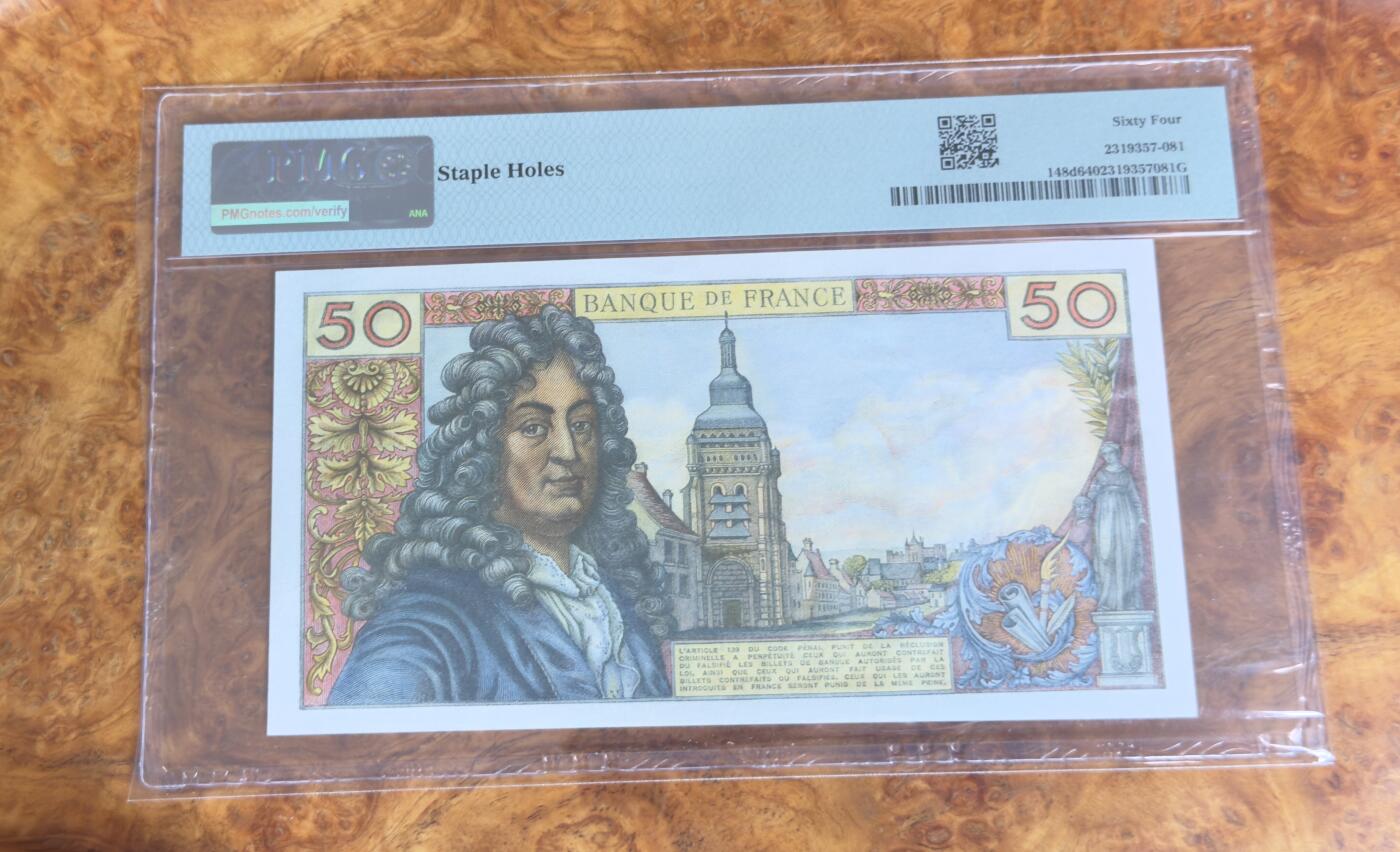 PMG
PMGnotes.com/verify
ANA
Staple Holes
Sixty Four
2319357-081
148d6402319357081G
50
BANQUE DE FRANCE
50
L'ARTICLE 139 DU CODE PÉNAL PUNIT DE LA RÉCLUSION
CRIMINELLE A PERPÉTUITÉ CEUX QUI AURONT CONTREFAIT
OU FALSIFIÉ LES BILLETS DE BANQUE AUTORISÉS PAR LA
LOI, AINSI QUE CEUX QUI AURONT FAIT USAGE DE CES
BILLETS CONTREFAITS OU FALSIFIÉS. CEUX QUI LES AURONT
INTRODUITS EN FRANCE SERONT PUNIS DE LA MÊME PEINE.